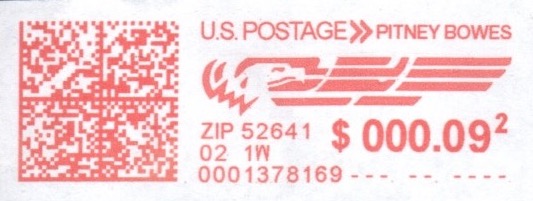 U.S. POSTAGE >> PITNEY BOWES
ZIP 52641
$ 000.09²
02 1W
0001378169 --- -- ----